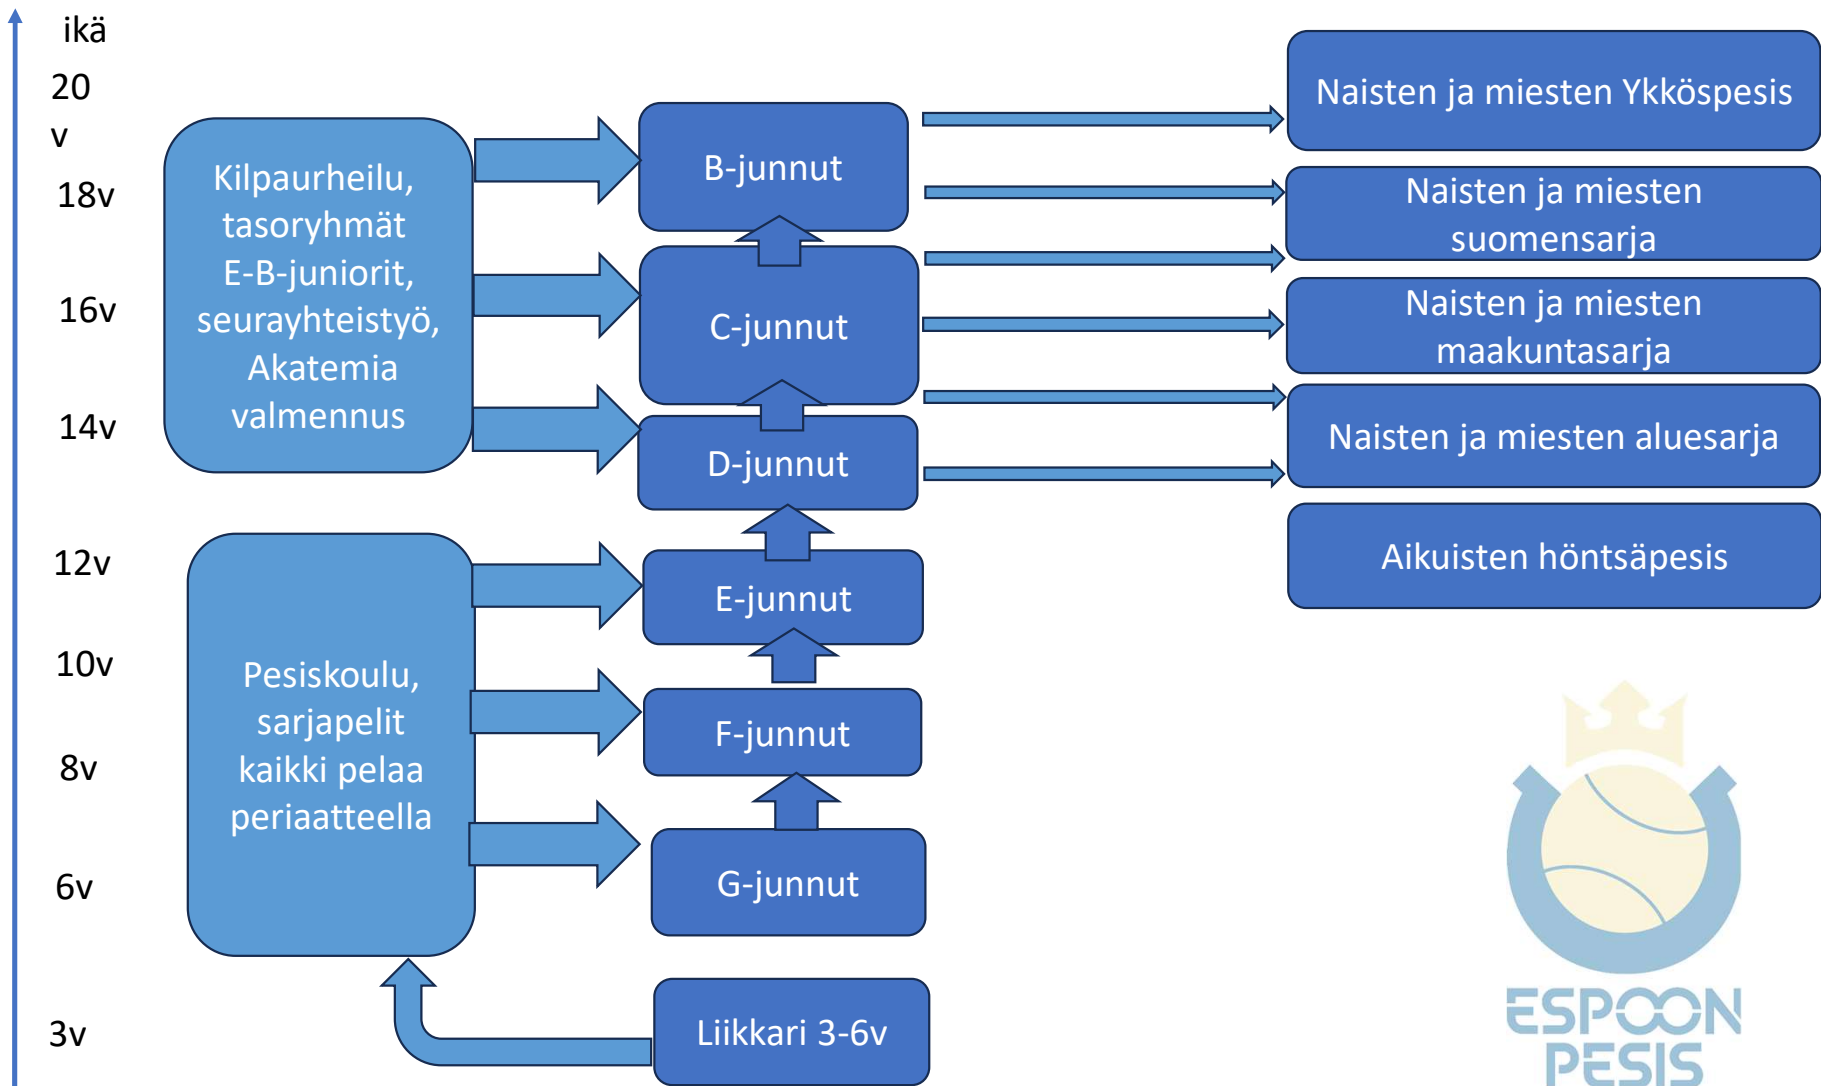 ikä
20
v
18v
16v
14v
12v
10v
8v
6v
3v
Kilpaurheilu,
tasoryhmät
E-B-juniorit,
seurayhteistyö,
Akatemia
valmennus
Pesiskoulu,
sarjapelit
kaikki pelaa
periaatteella
B-junnut
C-junnut
D-junnut
E-junnut
F-junnut
G-junnut
Liikkari 3-6v
Naisten ja miesten Ykköspesis
Naisten ja miesten
suomensarja
Naisten ja miesten
maakuntasarja
Naisten ja miesten aluesarja
Aikuisten höntsäpesis
ESPOON
PESIS